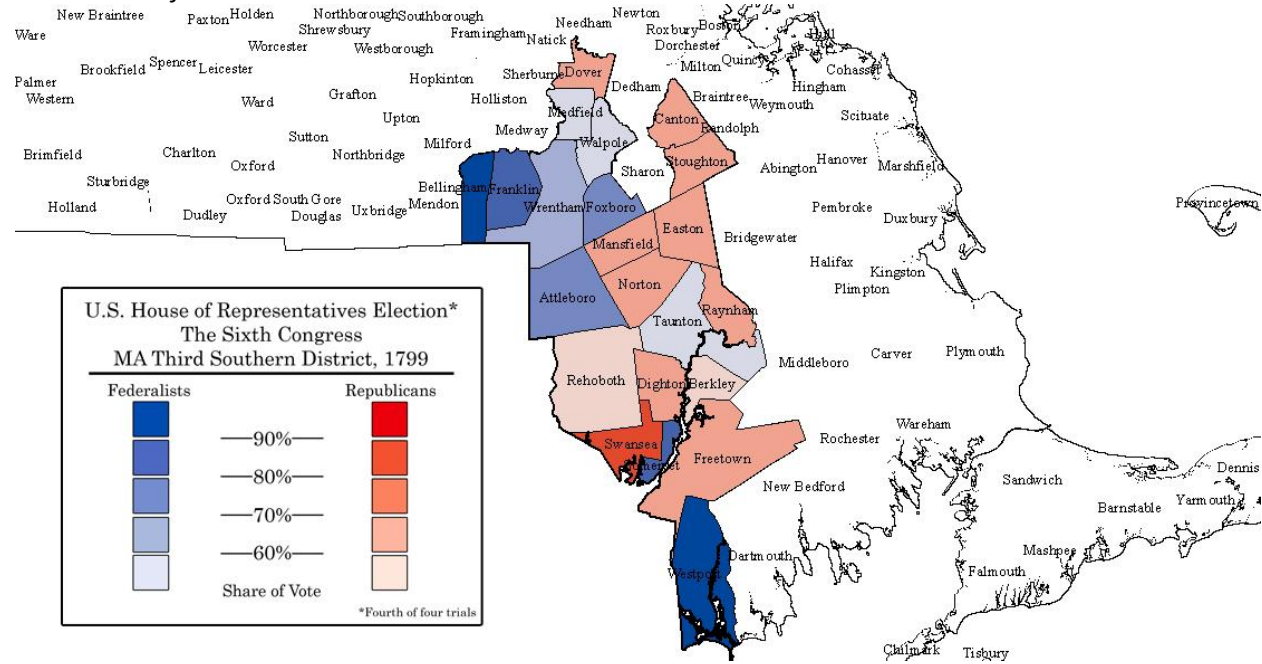 New Braintree
Paxton
Holden
Northborough
Southborough
Newton
Ware
Shrewsbury
Framingham
Needham
Roxbury
Boston
Hull
Worcester
Westborough
Natick
Dorchester
Quincy
Brookfield
Spencer
Leicester
Sherburne
Dover
Milton
Cohasset
Palmer
Hopkinton
Dedham
Hingham
Western
Ward
Grafton
Holliston
Medfield
Braintree
Weymouth
Upton
Canton
Randolph
Scituate
Sutton
Medway
Walpole
Brimfield
Charlton
Northbridge
Milford
Stoughton
Hanover
Oxford
Sharon
Abington
Marshfield
Sturbridge
Bellingham
Franklin
Holland
Oxford South Gore
Mendon
Wrentham
Foxboro
Pembroke
Provincetown
Dudley
Douglas
Uxbridge
Duxbury
Easton
Bridgewater
Mansfield
Halifax
Kingston
Norton
Plimpton
Attleboro
Raynham
Taunton
Middleboro
Carver
Plymouth
Rehoboth
Dighton
Berkley
Wareham
Swansea
Rochester
Freetown
Dennis
New Bedford
Sandwich
Yarmouth
Barnstable
Mashpee
Dartmouth
Falmouth
Westport
Chilmark
Tisbury
U.S. House of Representatives Election*
The Sixth Congress
MA Third Southern District, 1799
Federalists
Republicans
90%
80%
70%
60%
Share of Vote
*Fourth of four trials